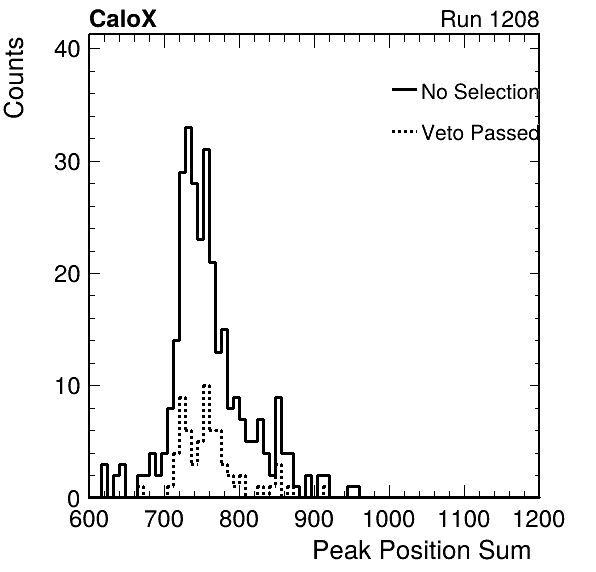 CaloX Run 1208
Counts
40
30
20
10
0
No Selection
Veto Passed
600 700 800 900 1000 1100 1200
Peak Position Sum